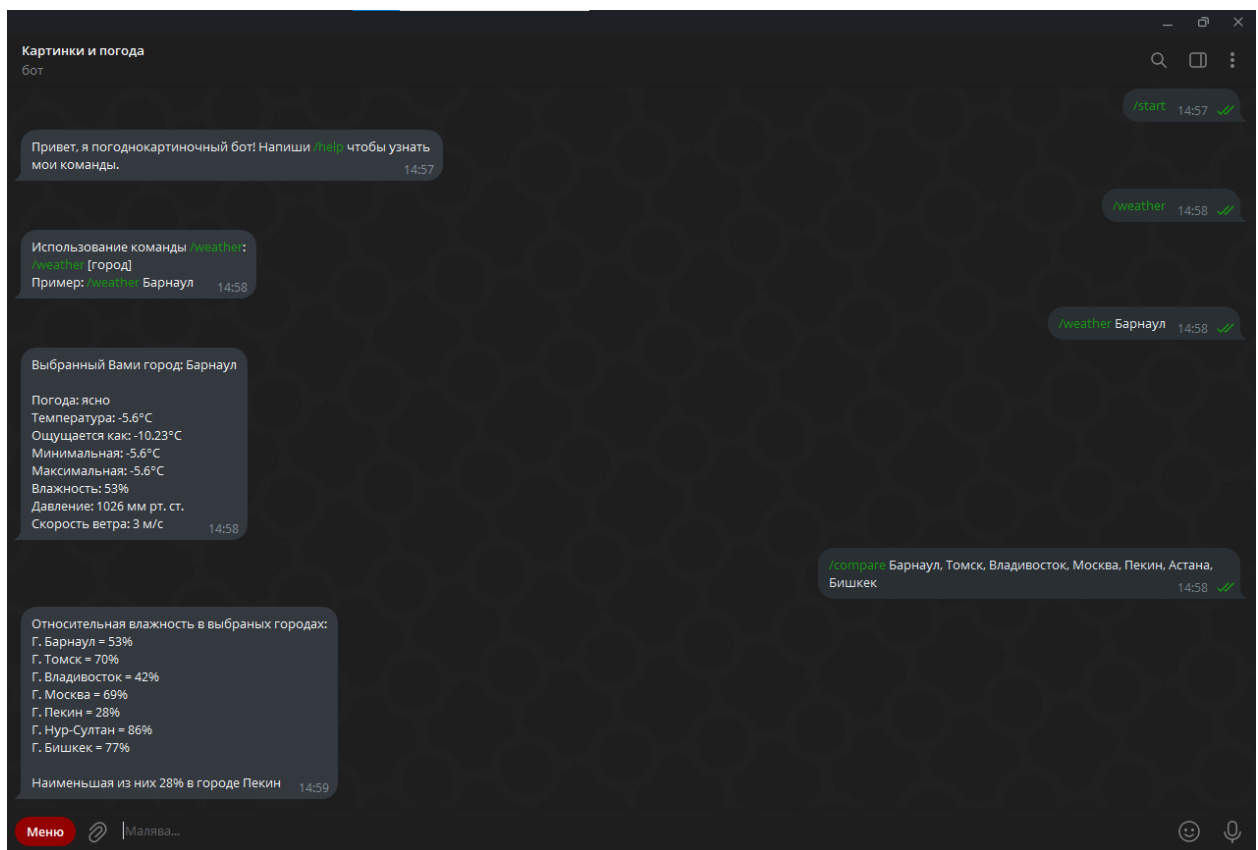 Картинки и погода
бот
/start 14:57
Привет, я погоднокартиночный бот! Напиши /help чтобы узнать
мои команды. 14:57
/weather 14:58
Использование команды /weather:
/weather [город]
Пример: /weather Барнаул 14:58
/weather Барнаул 14:58
Выбранный Вами город: Барнаул
Погода: ясно
Температура: -5.6°C
Ощущается как: -10.23°C
Минимальная: -5.6°C
Максимальная: -5.6°C
Влажность: 53%
Давление: 1026 мм рт. ст.
Скорость ветра: 3 м/с 14:58
/compare Барнаул, Томск, Владивосток, Москва, Пекин, Астана,
Бишкек 14:58
Относительная влажность в выбраных городах:
Г. Барнаул = 53%
Г. Томск = 70%
Г. Владивосток = 42%
Г. Москва = 69%
Г. Пекин = 28%
Г. Нур-Султан = 86%
Г. Бишкек = 77%
Наименьшая из них 28% в городе Пекин 14:59
Меню Малява...